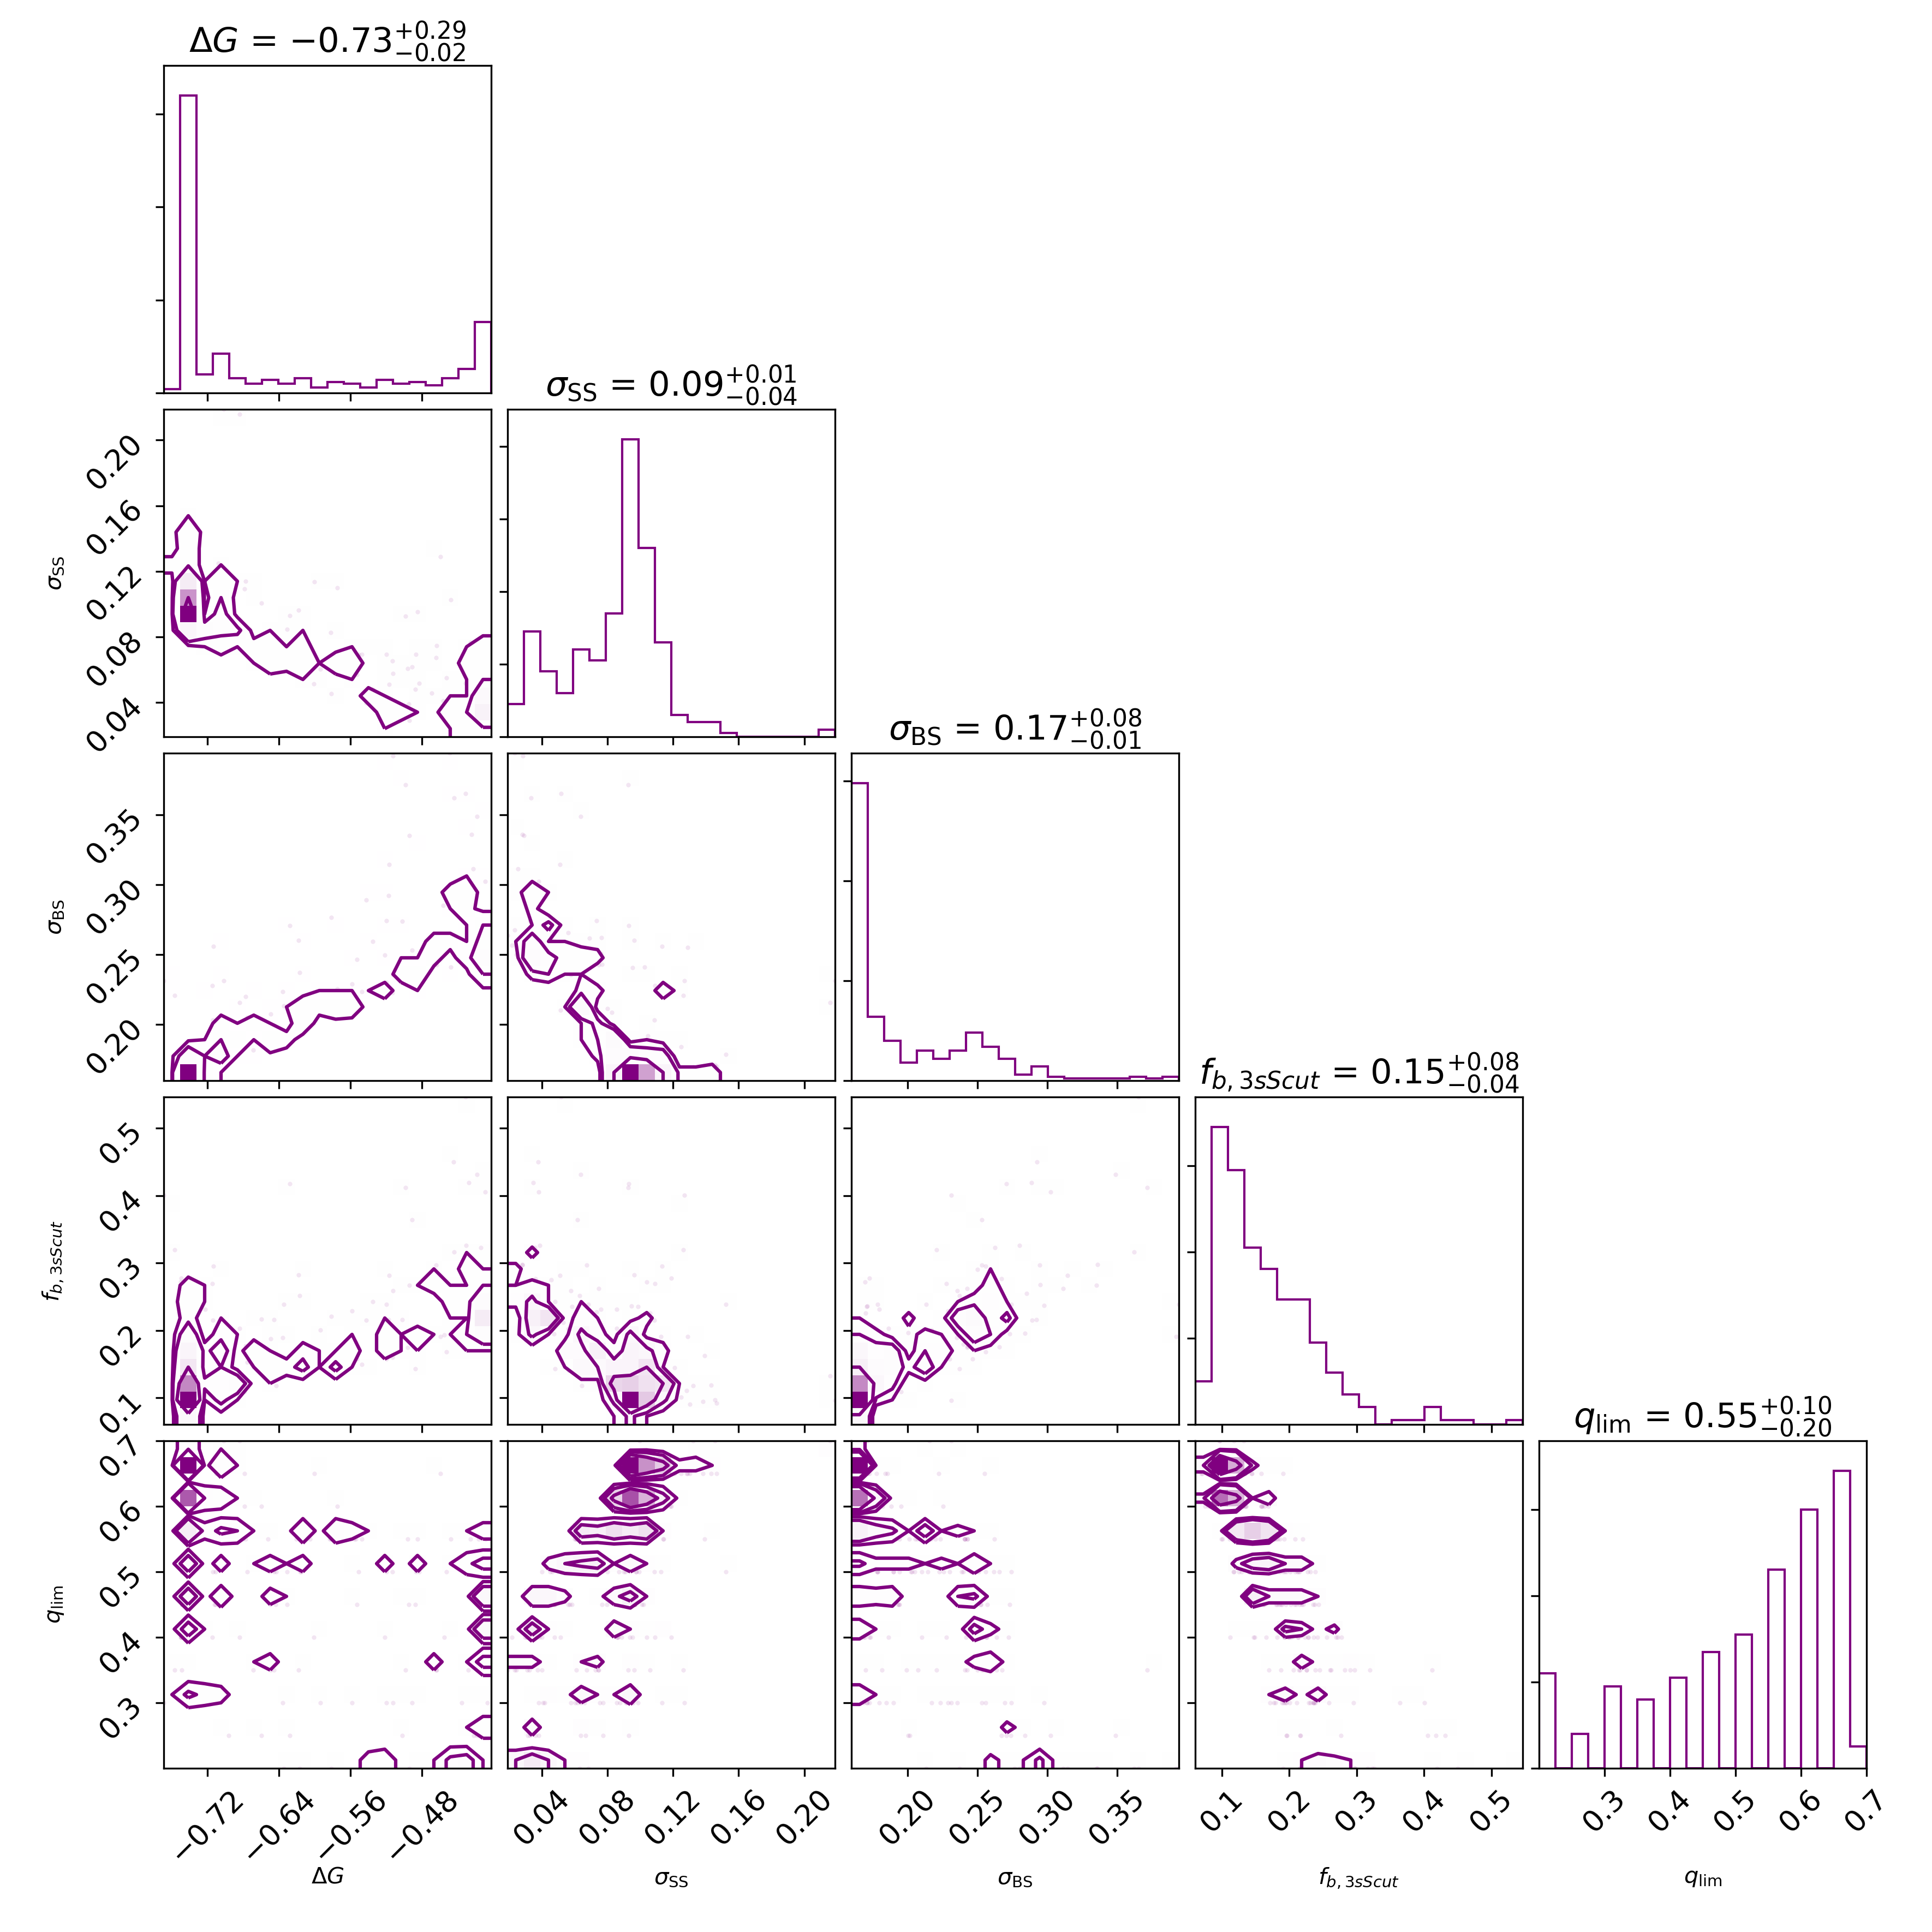 ΔG = −0.73+0.29−0.02
σSS = 0.09+0.01−0.04
0.20
0.16
0.12
0.08
0.04
σSS
σBS = 0.17+0.08−0.01
0.35
0.30
0.25
0.20
σBS
fb, 3sScut = 0.15+0.08−0.04
0.5
0.4
0.3
0.2
0.1
fb, 3sScut
qlim = 0.55+0.10−0.20
0.7
0.6
0.5
0.4
0.3
qlim
−0.72 −0.64 −0.56 −0.48 0.04 0.08 0.12 0.16 0.20 0.20 0.25 0.30 0.35 0.1 0.2 0.3 0.4 0.5 0.3 0.4 0.5 0.6 0.7
ΔG σSS σBS fb, 3sScut qlim